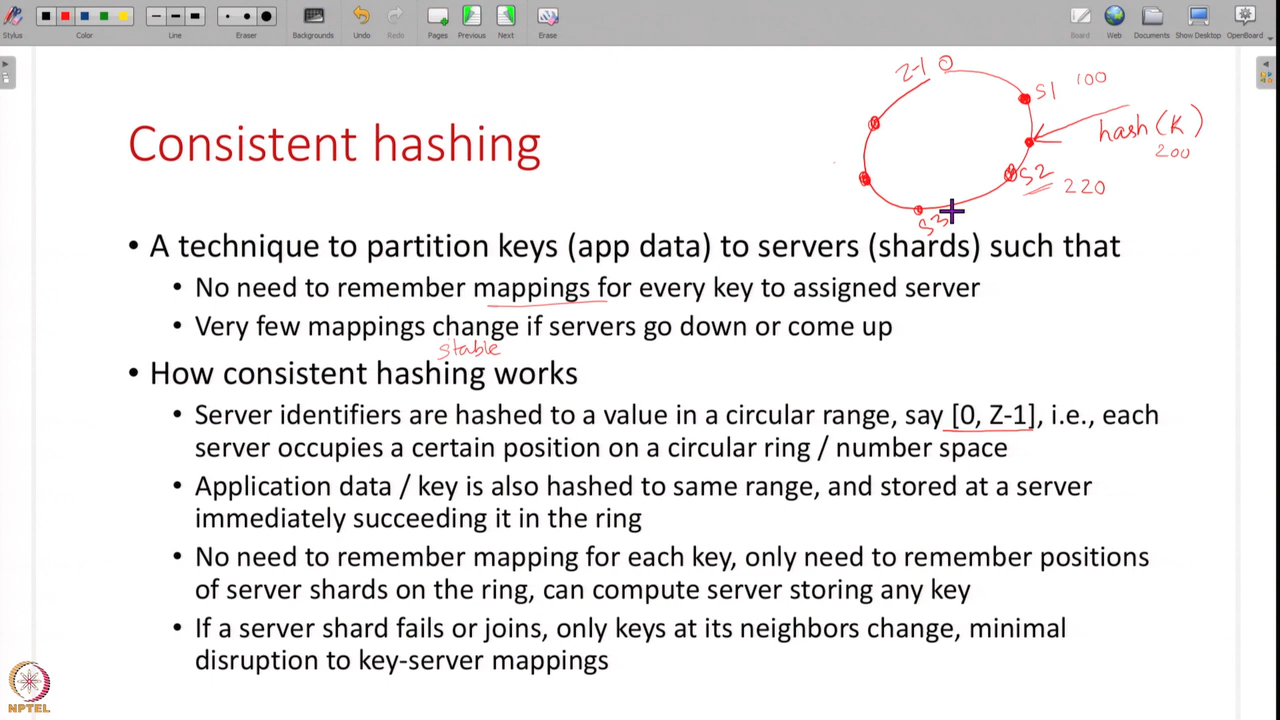 Stylus
Color
Line
Eraser
Backgrounds
Undo
Redo
Pages
Previous
Next
Erase
Board
Web
Documents
Show Desktop
OpenBoard
Z-1 0
S1 100
hash(K)
200
S2 220
S3
Consistent hashing
• A technique to partition keys (app data) to servers (shards) such that
• No need to remember mappings for every key to assigned server
• Very few mappings change if servers go down or come up
stable
• How consistent hashing works
• Server identifiers are hashed to a value in a circular range, say [0, Z-1], i.e., each
server occupies a certain position on a circular ring / number space
• Application data / key is also hashed to same range, and stored at a server
immediately succeeding it in the ring
• No need to remember mapping for each key, only need to remember positions
of server shards on the ring, can compute server storing any key
• If a server shard fails or joins, only keys at its neighbors change, minimal
disruption to key-server mappings
NPTEL